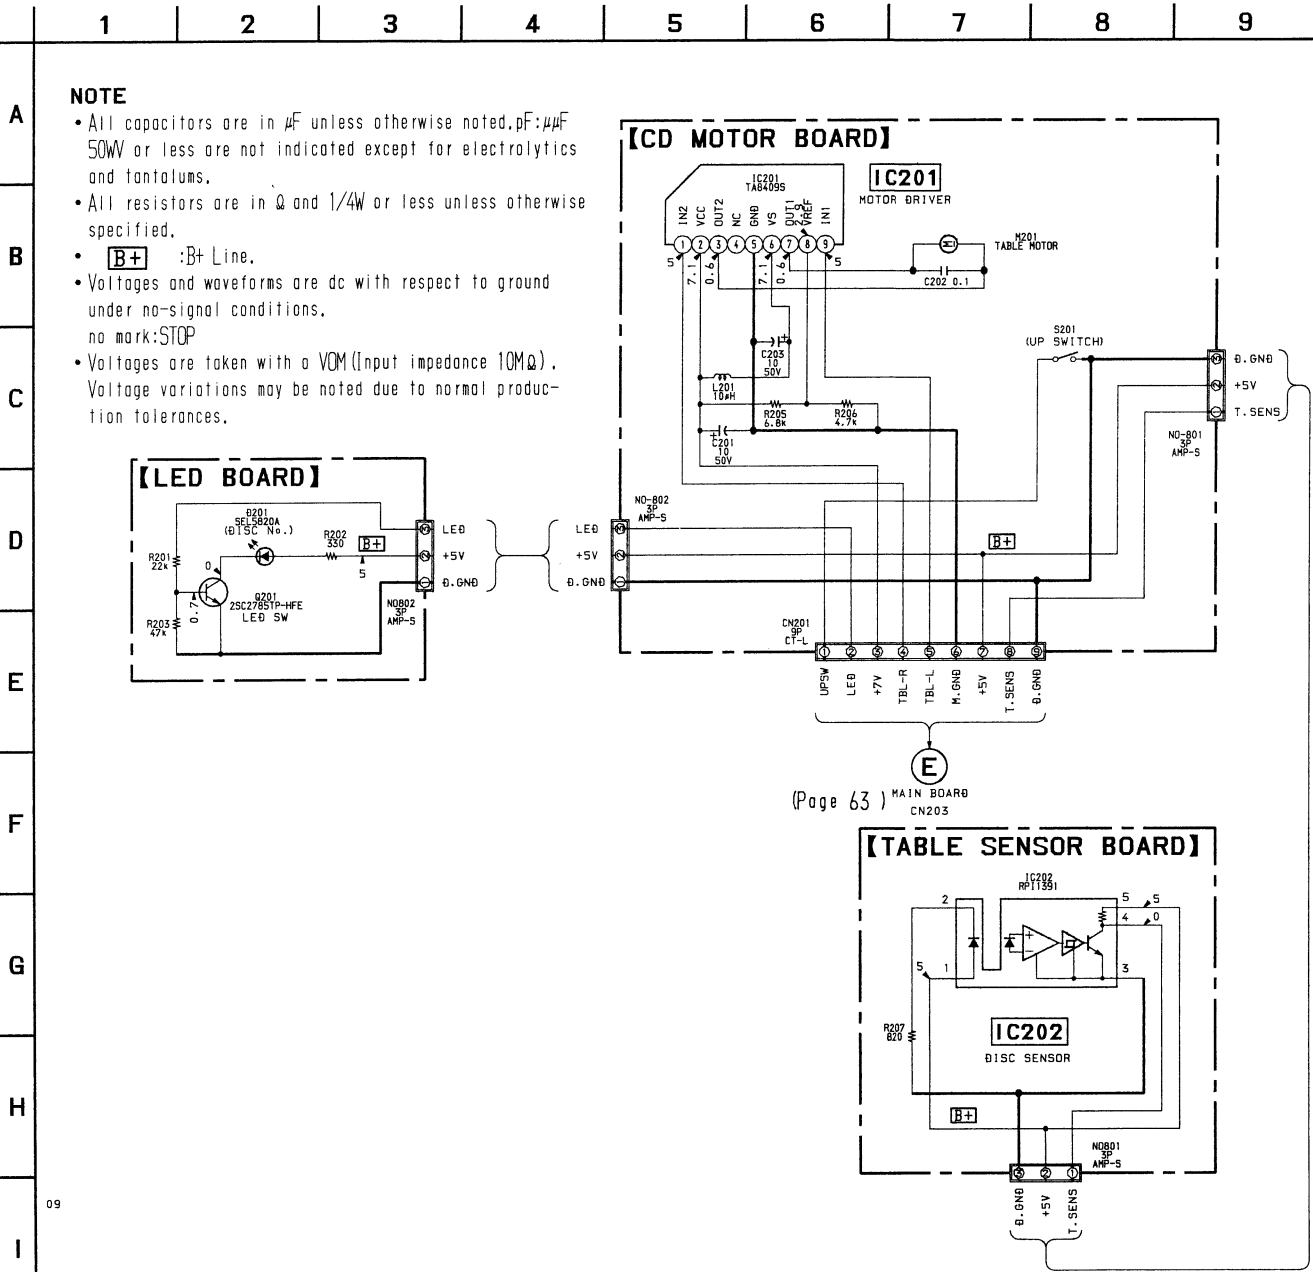 1 2 3 4 5 6 7 8 9
A
B
C
D
E
F
G
H
I
NOTE
• All capacitors are in μF unless otherwise noted. pF: μμF
50WV or less are not indicated except for electrolytics
and tantalums.
• All resistors are in Ω and 1/4W or less unless otherwise
specified.
• B+ :B+ Line.
• Voltages and waveforms are dc with respect to ground
under no-signal conditions.
no mark:STOP
• Voltages are taken with a VOM (Input impedance 10MΩ).
Voltage variations may be noted due to normal produc-
tion tolerances.
【CD MOTOR BOARD】
IC201
TA8409S
IC201
MOTOR DRIVER
IN2 VCC OUT2 NC GND VS OUT1 VREF IN1
2.9
1 2 3 4 5 6 7 8 9
5 7.1 0.6 7.1 0.6 5
M
M201
TABLE MOTOR
C202 0.1
S201
(UP SWITCH)
C203
10
50V
L201
10μH
R205
6.8k
R206
4.7k
C201
10
50V
3 D.GND
2 +5V
1 T.SENS
NO-801
3P
AMP-S
【LED BOARD】
D201
SEL5820A
(DISC No.)
R202
330
B+
5
R201
22k
0
Q201
2SC2785TP-HFE
LED SW
0.7
R203
47k
3 LED
2 +5V
1 D.GND
NO802
3P
AMP-S
NO-802
3P
AMP-S
LED 3
+5V 2
D.GND 1
B+
CN201
9P
CT-L
1 2 3 4 5 6 7 8 9
UPSW LED +7V TBL-R TBL-L M.GND +5V T.SENS D.GND
E
(Page 63) MAIN BOARD
CN203
【TABLE SENSOR BOARD】
IC202
RPI1391
2 5 5
4 0
5 1 3
R207
820
IC202
DISC SENSOR
B+
NO801
3P
AMP-S
3 2 1
D.GND +5V T.SENS
09